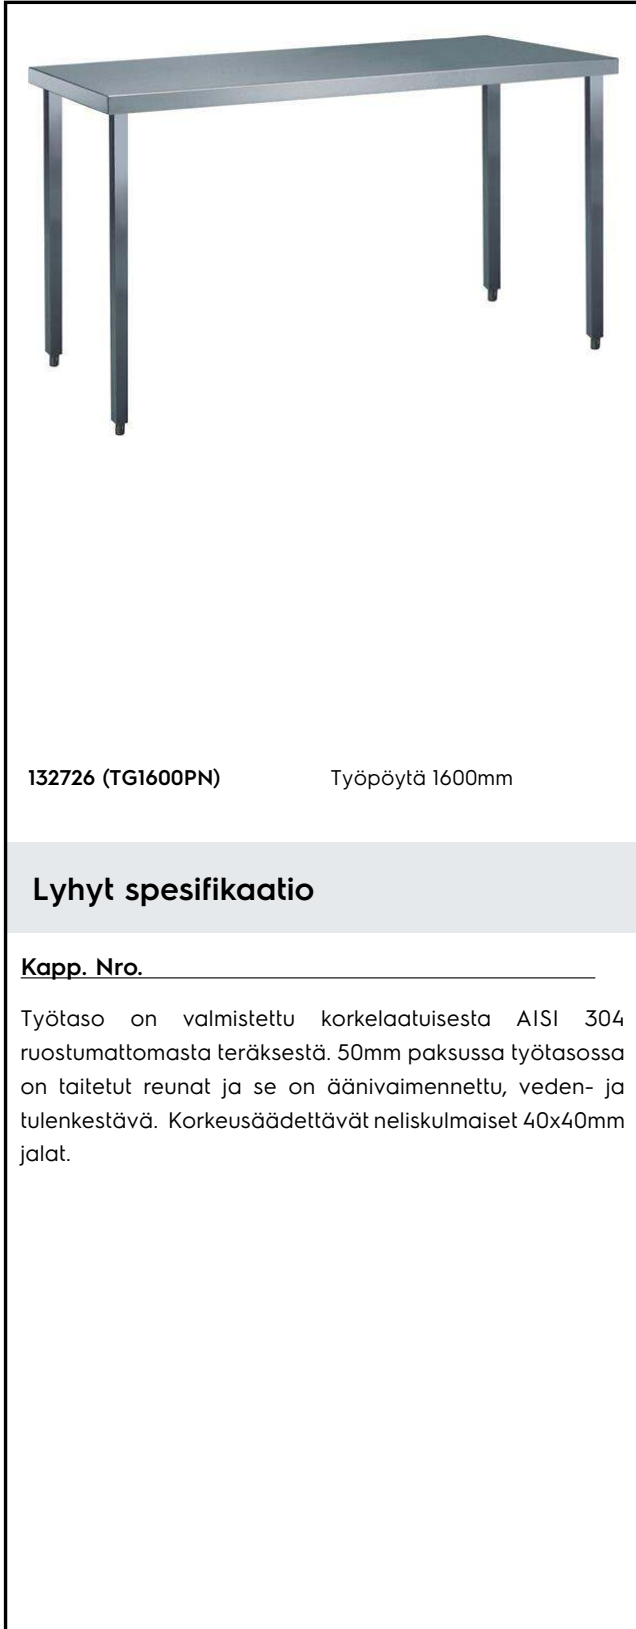 132726 (TG1600PN) Työpöytä 1600mm
Lyhyt spesifikaatio
Kapp. Nro.
Työtaso on valmistettu korkelaatuisesta AISI 304
ruostumattomasta teräksestä. 50mm paksussa työtasossa
on taitetut reunat ja se on äänivaimennettu, veden- ja
tulenkestävä. Korkeusäädettävät neliskulmaiset 40x40mm
jalat.